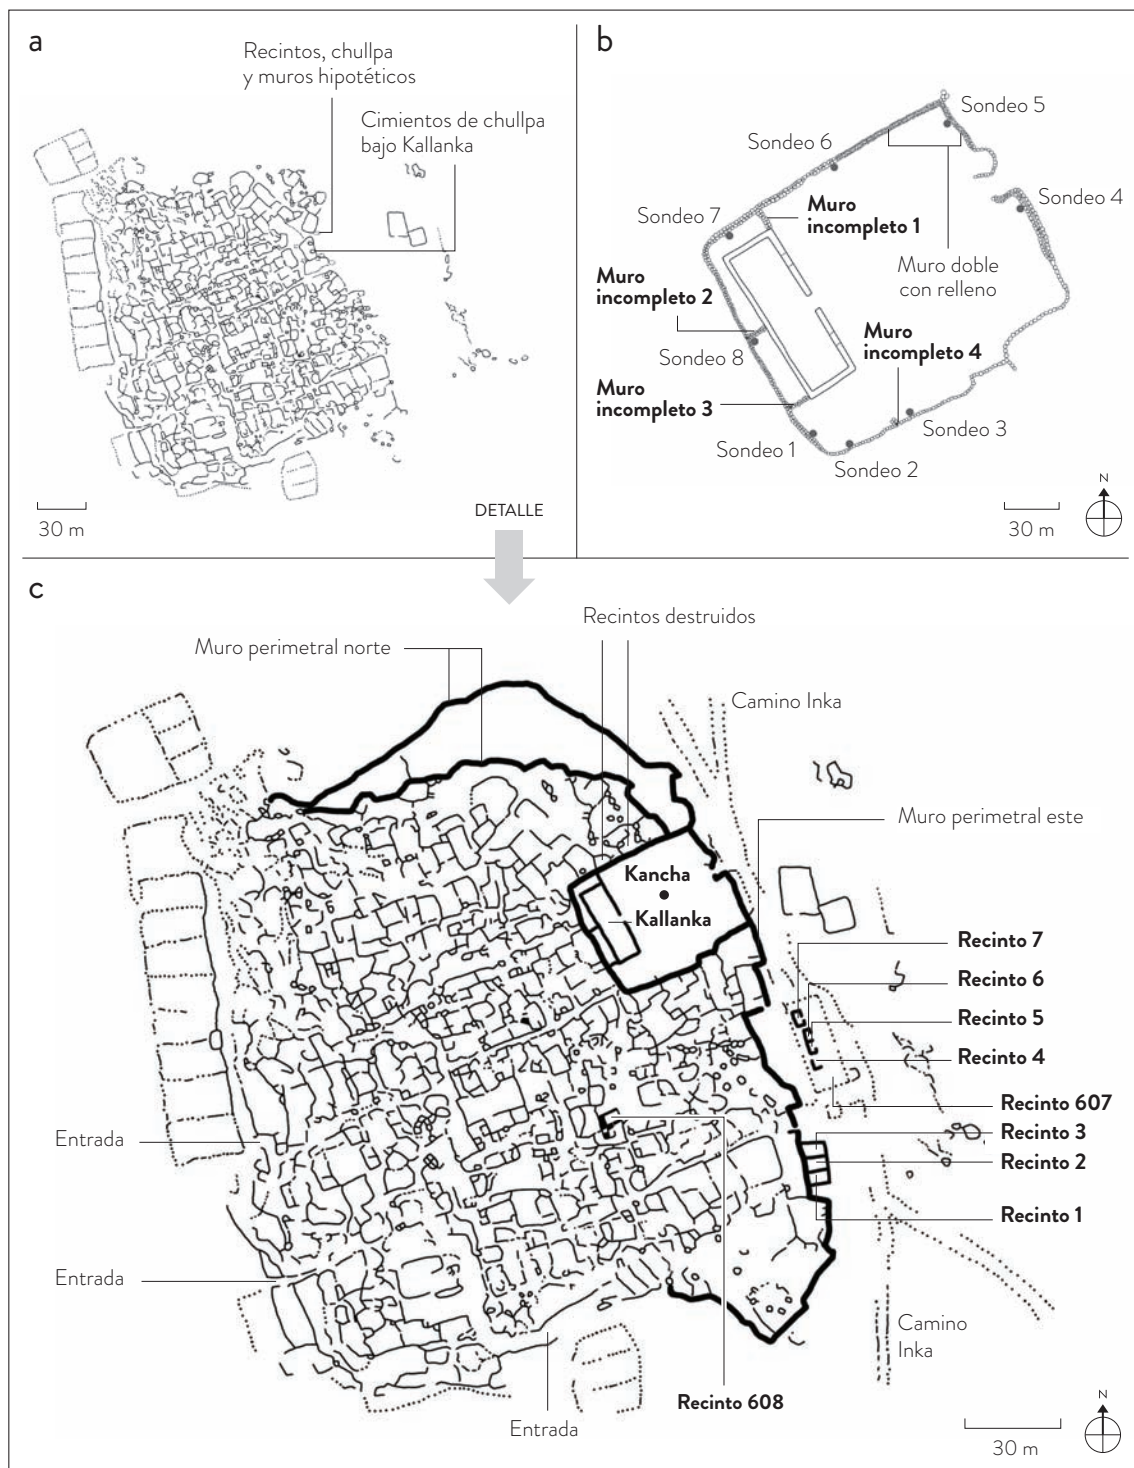 a
Recintos, chullpa
y muros hipotéticos
Cimientos de chullpa
bajo Kallanka
30 m
DETALLE
b
Sondeo 5
Sondeo 6
Sondeo 4
Sondeo 7
Muro
incompleto 1
Muro doble
con relleno
Muro
incompleto 2
Muro
incompleto 4
Sondeo 8
Muro
incompleto 3
Sondeo 3
Sondeo 1
Sondeo 2
N
30 m
c
Recintos destruidos
Muro perimetral norte
Camino Inka
Muro perimetral este
Kancha
Kallanka
Recinto 7
Recinto 6
Recinto 5
Recinto 4
Recinto 607
Recinto 3
Recinto 2
Recinto 1
Entrada
Entrada
Camino
Inka
Recinto 608
Entrada
N
30 m